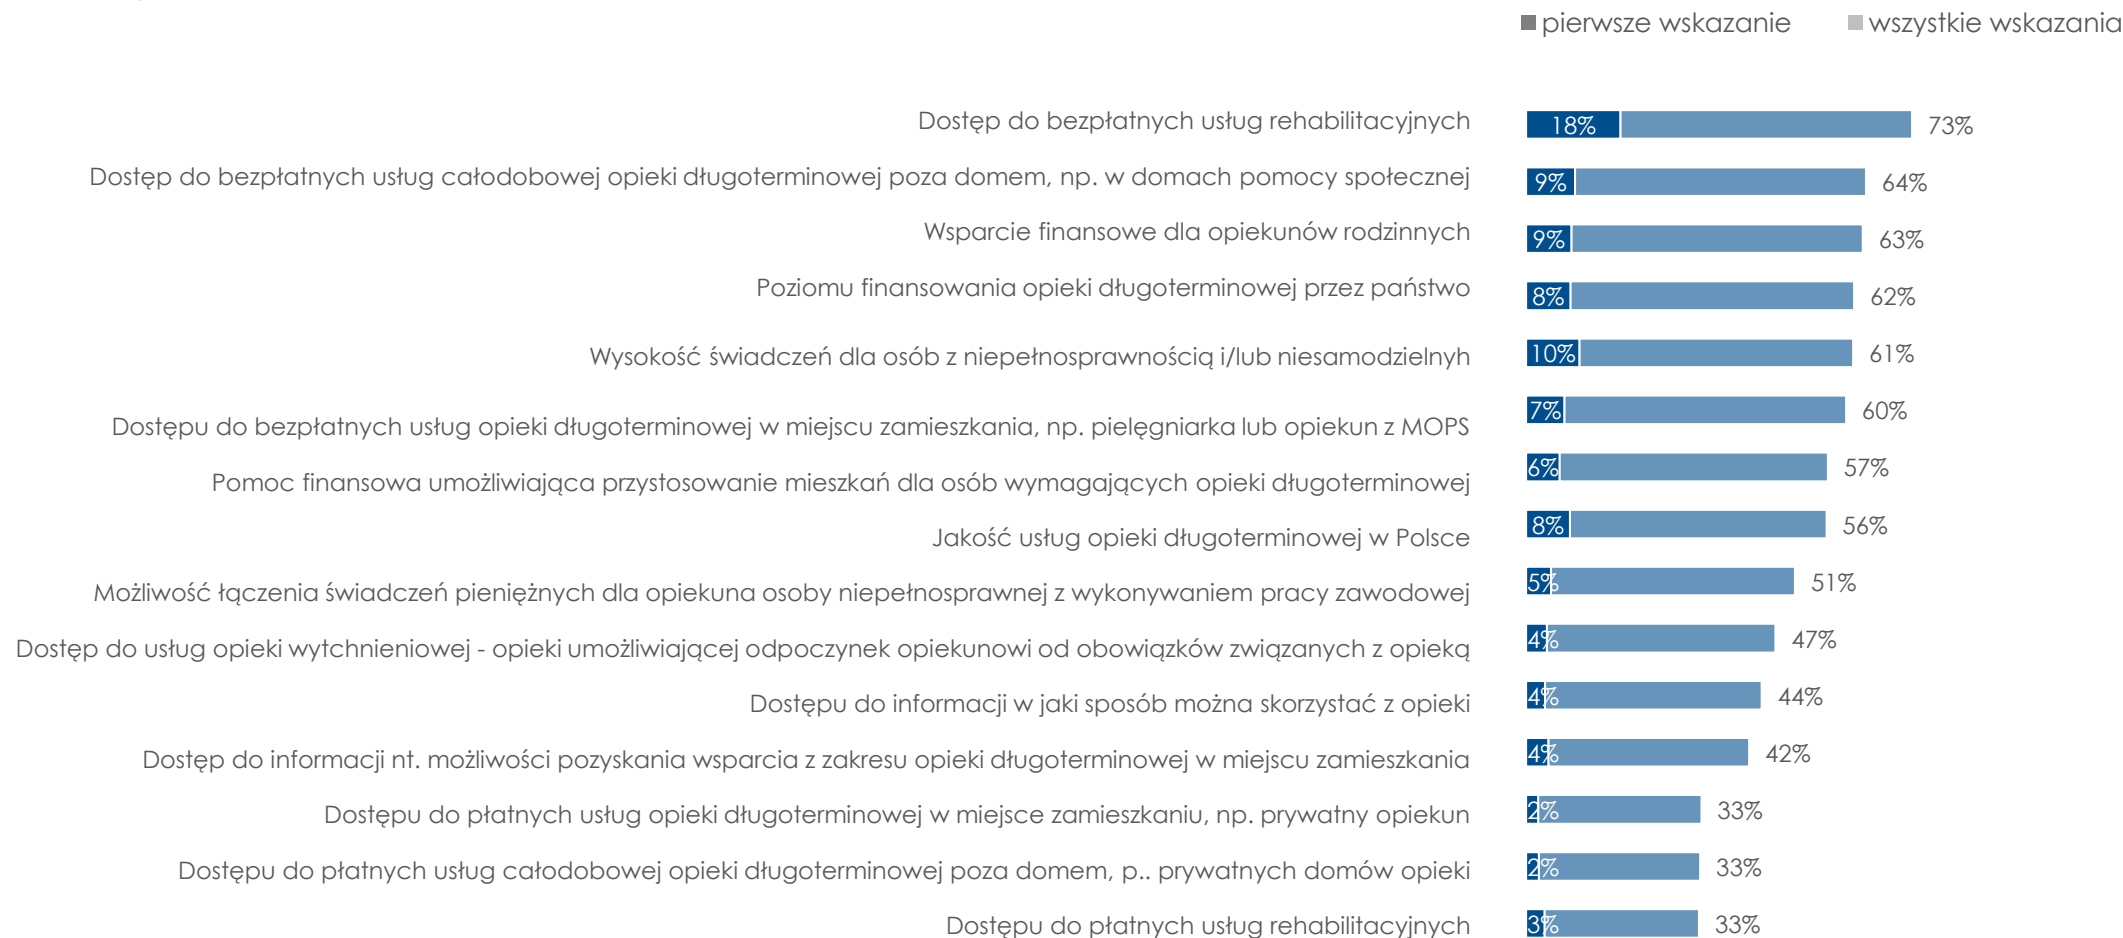 pierwsze wskazanie wszystkie wskazania
Dostęp do bezpłatnych usług rehabilitacyjnych 18% 73%
Dostęp do bezpłatnych usług całodobowej opieki długoterminowej poza domem, np. w domach pomocy społecznej 9% 64%
Wsparcie finansowe dla opiekunów rodzinnych 9% 63%
Poziomu finansowania opieki długoterminowej przez państwo 8% 62%
Wysokość świadczeń dla osób z niepełnosprawnością i/lub niesamodzielnyh 10% 61%
Dostępu do bezpłatnych usług opieki długoterminowej w miejscu zamieszkania, np. pielęgniarka lub opiekun z MOPS 7% 60%
Pomoc finansowa umożliwiająca przystosowanie mieszkań dla osób wymagających opieki długoterminowej 6% 57%
Jakość usług opieki długoterminowej w Polsce 8% 56%
Możliwość łączenia świadczeń pieniężnych dla opiekuna osoby niepełnosprawnej z wykonywaniem pracy zawodowej 5% 51%
Dostęp do usług opieki wytchnieniowej - opieki umożliwiającej odpoczynek opiekunowi od obowiązków związanych z opieką 4% 47%
Dostępu do informacji w jaki sposób można skorzystać z opieki 4% 44%
Dostęp do informacji nt. możliwości pozyskania wsparcia z zakresu opieki długoterminowej w miejscu zamieszkania 4% 42%
Dostępu do płatnych usług opieki długoterminowej w miejsce zamieszkaniu, np. prywatny opiekun 2% 33%
Dostępu do płatnych usług całodobowej opieki długoterminowej poza domem, p.. prywatnych domów opieki 2% 33%
Dostępu do płatnych usług rehabilitacyjnych 3% 33%